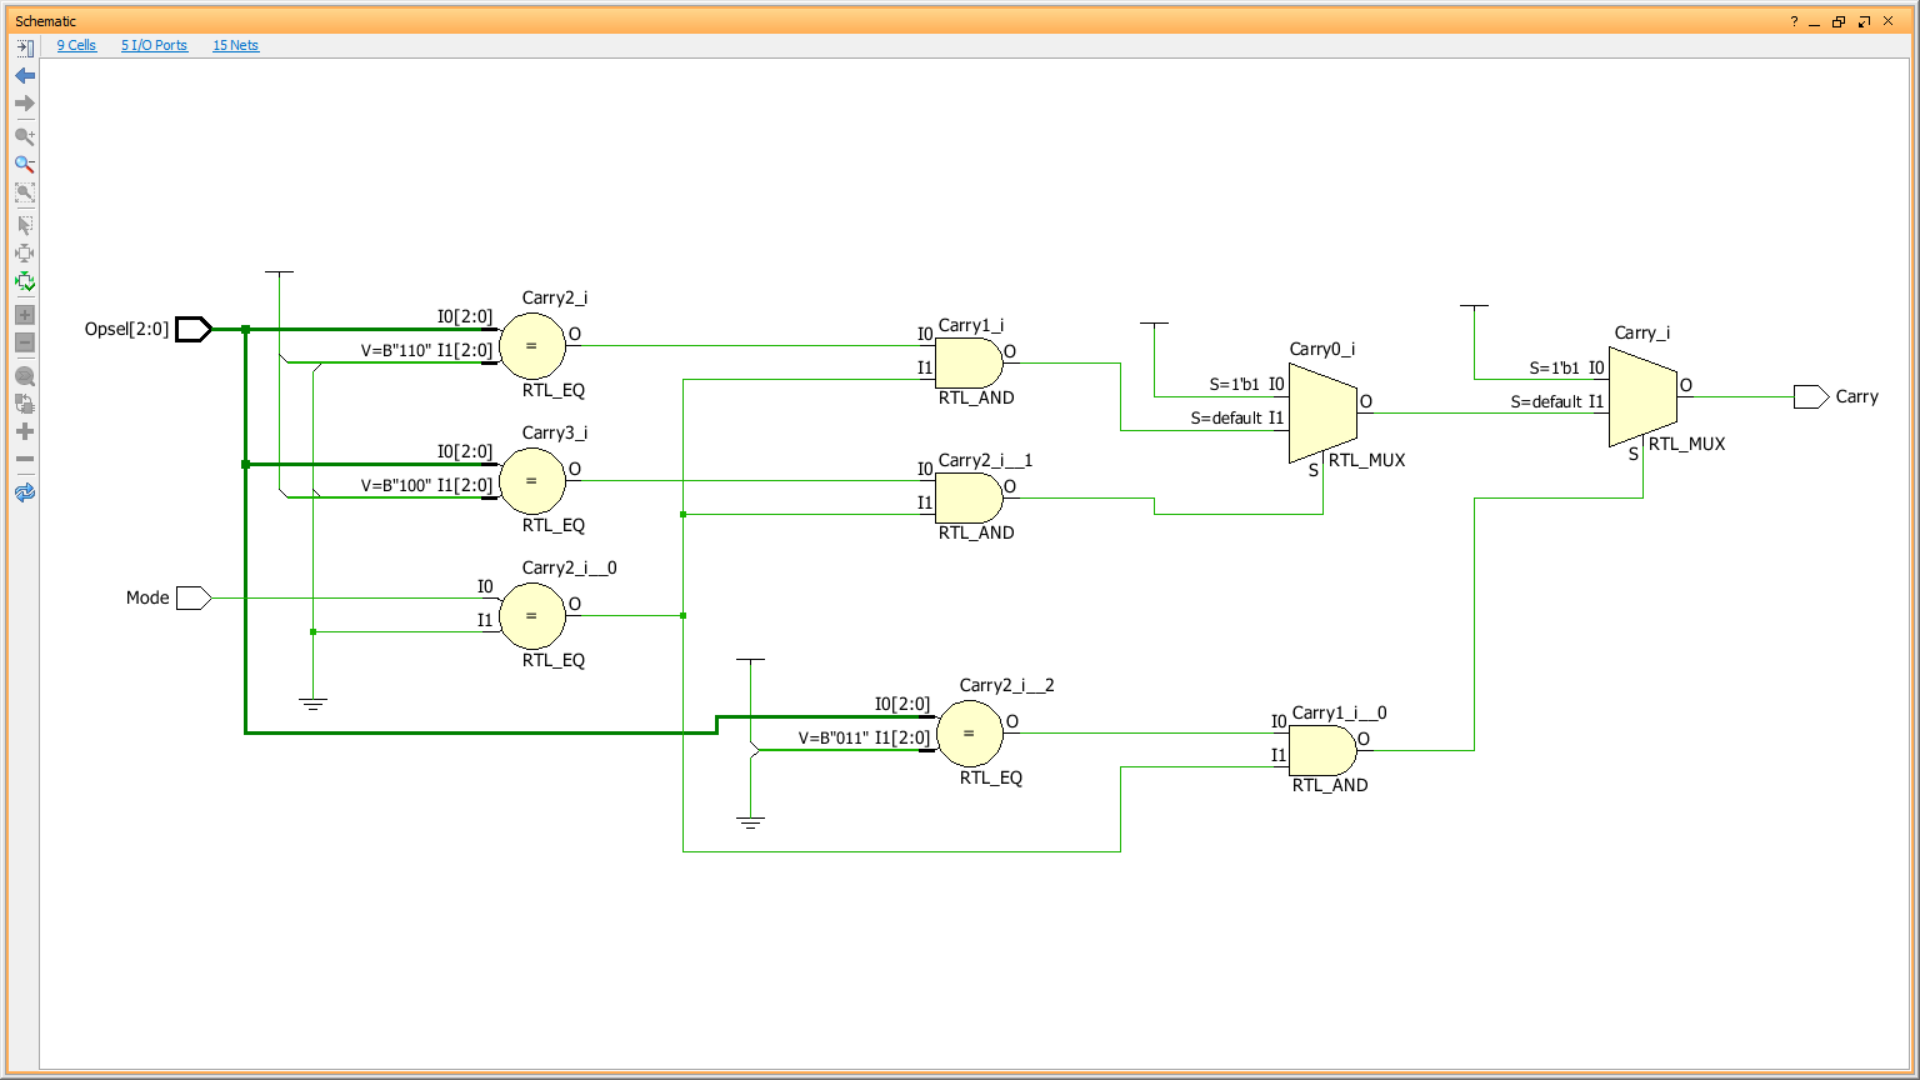 Schematic
?
9 Cells 5 I/O Ports 15 Nets
Opsel[2:0]
Mode
Carry2_i
I0[2:0]
V=B"110" I1[2:0]
=
O
RTL_EQ
Carry3_i
I0[2:0]
V=B"100" I1[2:0]
=
O
RTL_EQ
Carry2_i__0
I0
I1
=
O
RTL_EQ
Carry1_i
I0
I1
O
RTL_AND
Carry2_i__1
I0
I1
O
RTL_AND
Carry2_i__2
I0[2:0]
V=B"011" I1[2:0]
=
O
RTL_EQ
Carry0_i
S=1'b1 I0
S=default I1
O
S
RTL_MUX
Carry1_i__0
I0
I1
O
RTL_AND
Carry_i
S=1'b1 I0
S=default I1
O
S
RTL_MUX
Carry